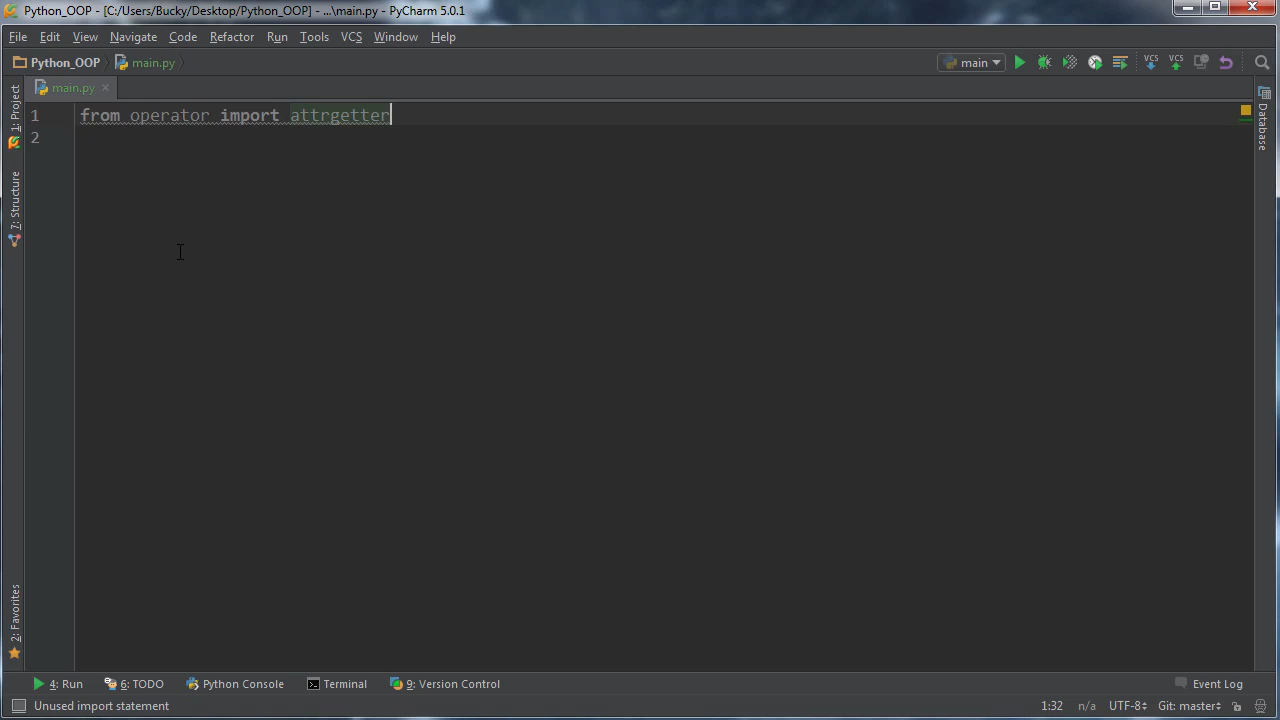 Python_OOP - [C:/Users/Bucky/Desktop/Python_OOP] - ...\main.py - PyCharm 5.0.1
File Edit View Navigate Code Refactor Run Tools VCS Window Help
Python_OOP main.py main VCS VCS
main.py
1: Project
7: Structure
2: Favorites
1 from operator import attrgetter
2
Database
4: Run 6: TODO Python Console Terminal 9: Version Control Event Log
Unused import statement 1:32 n/a UTF-8 Git: master